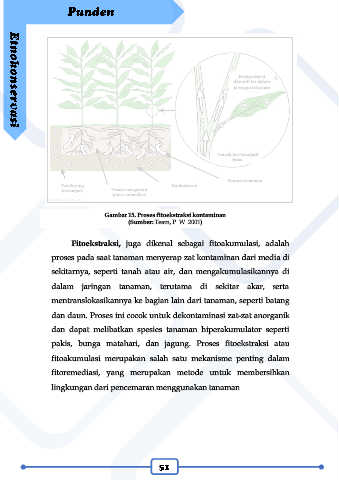 Punden
Etnokonservasi
Gambar 15. Proses fitoekstraksi kontaminan
(Sumber: Team, P W 2003)
Fitoekstraksi, juga dikenal sebagai fitoakumulasi, adalah
proses pada saat tanaman menyerap zat kontaminan dari media di
sekitarnya, seperti tanah atau air, dan mengakumulasikannya di
dalam jaringan tanaman, terutama di sekitar akar, serta
mentranslokasikannya ke bagian lain dari tanaman, seperti batang
dan daun. Proses ini cocok untuk dekontaminasi zat-zat anorganik
dan dapat melibatkan spesies tanaman hiperakumulator seperti
pakis, bunga matahari, dan jagung. Proses fitoekstraksi atau
fitoakumulasi merupakan salah satu mekanisme penting dalam
fitoremediasi, yang merupakan metode untuk membersihkan
lingkungan dari pencemaran menggunakan tanaman
51